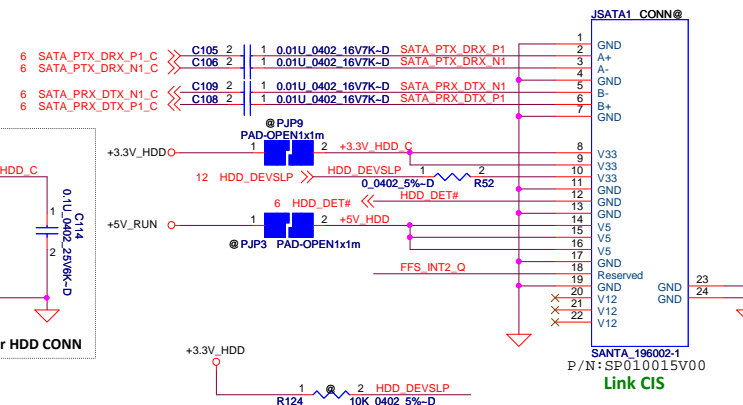 JSATA1 CONN@
6 SATA_PTX_DRX_P1_C C105 2 1 0.01U_0402_16V7K~D SATA_PTX_DRX_P1
6 SATA_PTX_DRX_N1_C C106 2 1 0.01U_0402_16V7K~D SATA_PTX_DRX_N1
6 SATA_PRX_DTX_N1_C C109 2 1 0.01U_0402_16V7K~D SATA_PRX_DTX_N1
6 SATA_PRX_DTX_P1_C C108 2 1 0.01U_0402_16V7K~D SATA_PRX_DTX_P1
1 GND
2 A+
3 A-
4 GND
5 B-
6 B+
7 GND
@PJP9
PAD-OPEN1x1m
+3.3V_HDD 1 2 +3.3V_HDD_C
12 HDD_DEVSLP HDD_DEVSLP 1 2
0_0402_5%~D R52
6 HDD_DET# HDD_DET#
+5V_RUN 1 2 +5V_HDD
@PJP3 PAD-OPEN1x1m
FFS_INT2_Q
8 V33
9 V33
10 V33
11 GND
12 GND
13 GND
14 V5
15 V5
16 V5
17 GND
18 Reserved
19 GND
20 V12
21 V12
22 V12
GND 23
GND 24
HDD_C
1
C114
0.1U_0402_25V6K~D
2
r HDD CONN
SANTA_196002-1
P/N:SP010015V00
Link CIS
+3.3V_HDD
1 @ 2 HDD_DEVSLP
R124 10K_0402_5%~D